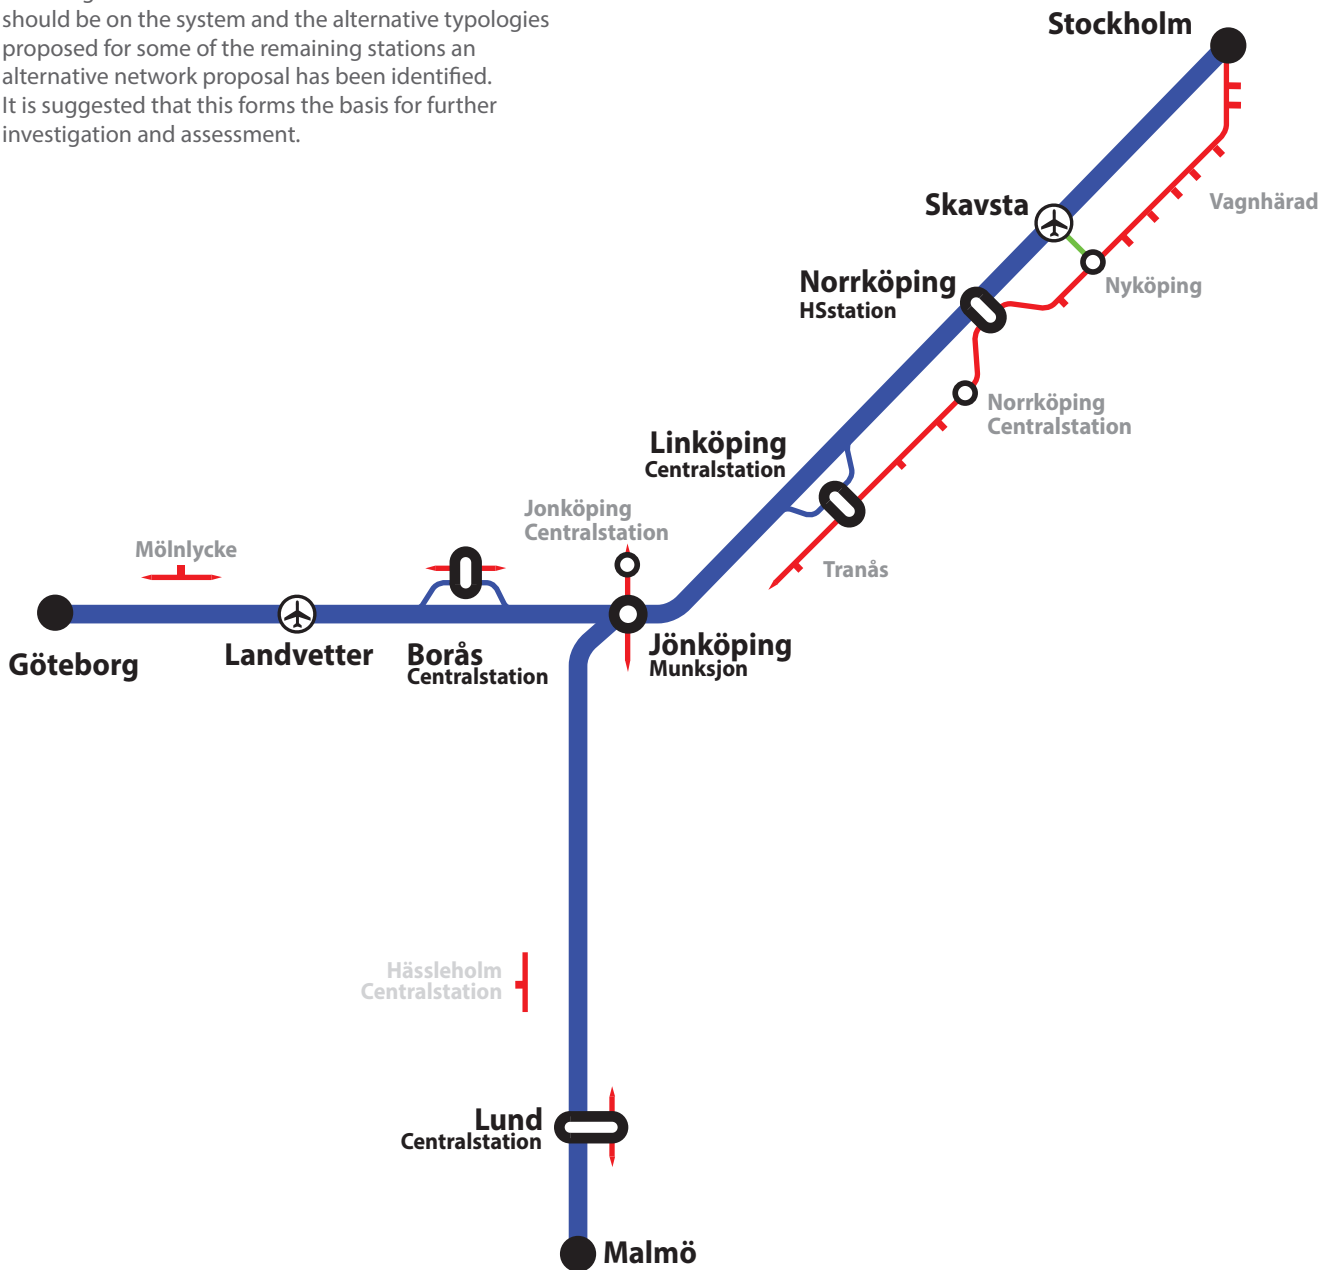 should be on the system and the alternative typologies
proposed for some of the remaining stations an
alternative network proposal has been identified.
It is suggested that this forms the basis for further
investigation and assessment.
Stockholm
Skavsta
Vagnhärad
Norrköping
HSstation
Nyköping
Norrköping
Centralstation
Linköping
Centralstation
Jonköping
Centralstation
Mölnlycke
Tranås
Göteborg
Landvetter
Borås
Centralstation
Jönköping
Munksjon
Hässleholm
Centralstation
Lund
Centralstation
Malmö